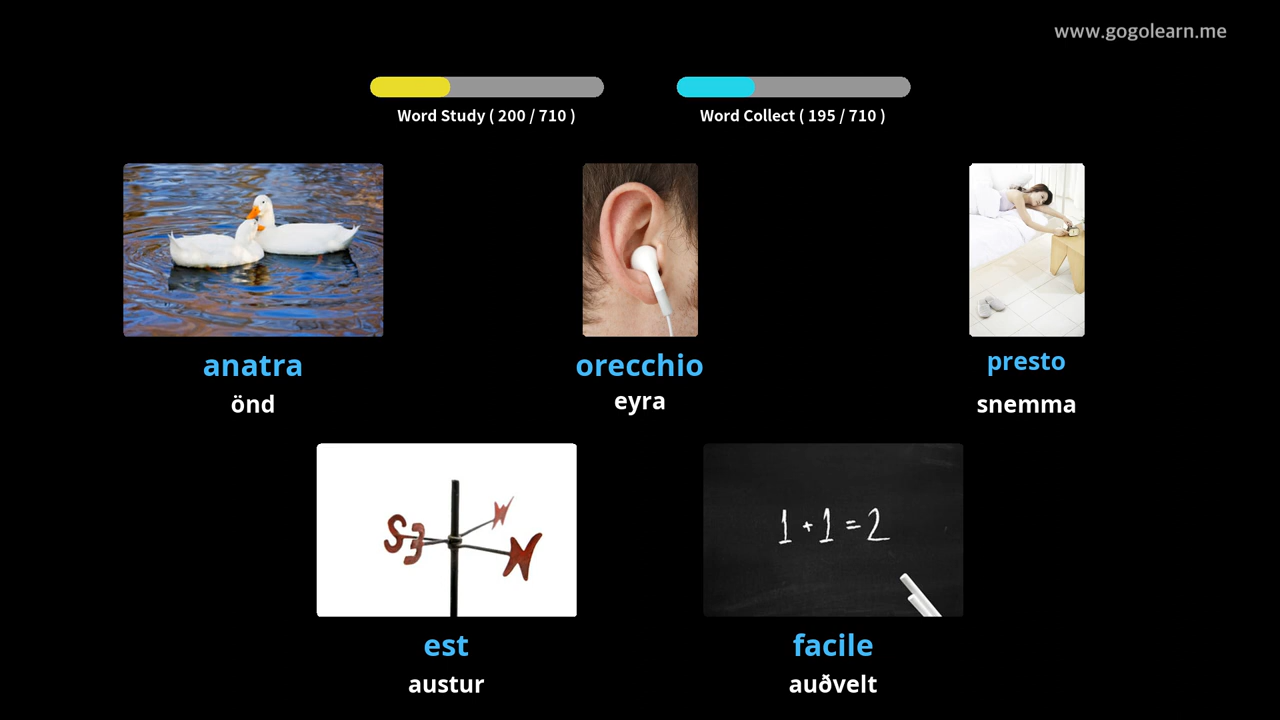 www.gogolearn.me
Word Study ( 200 / 710 )
Word Collect ( 195 / 710 )
anatra
önd
orecchio
eyra
presto
snemma
S E N W
est
austur
1 + 1 = 2
facile
auðvelt